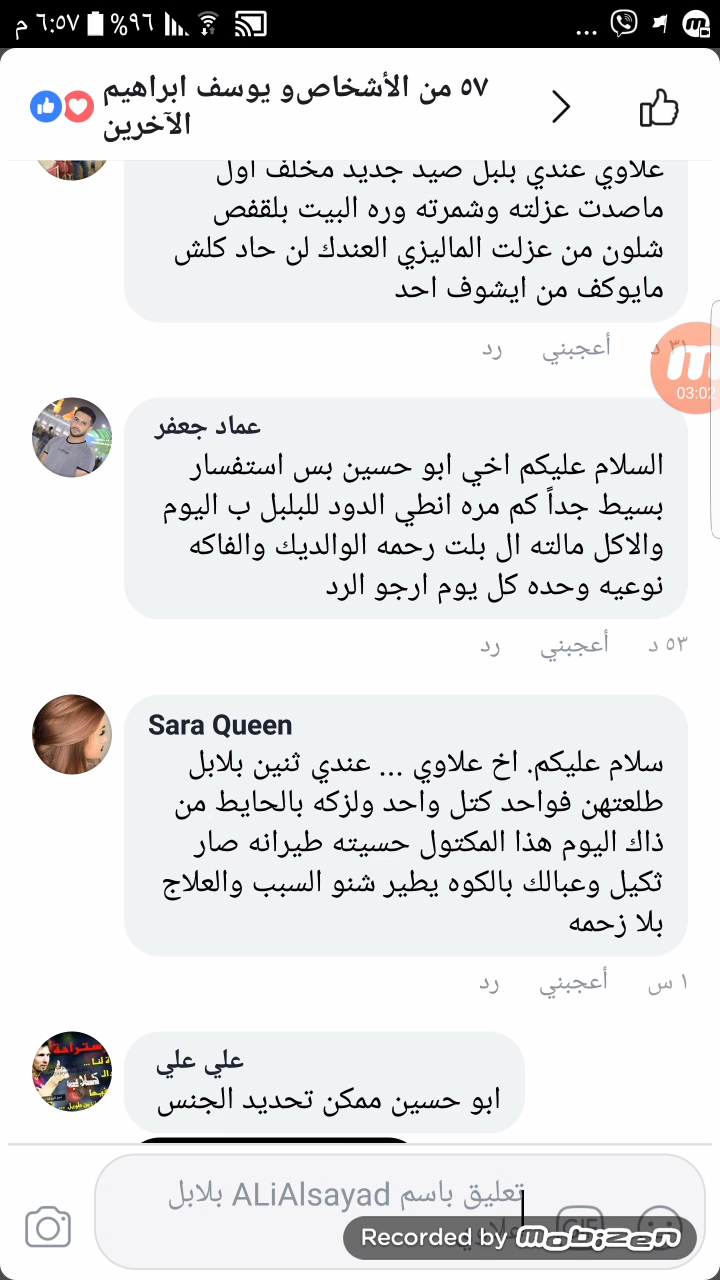 م ٦:٥٧ %٩٦
...
٥٧ من الأشخاص‌و يوسف ابراهيم
الآخرين
علاوي عندي بلبل صيد جديد مخلف اول
ماصدت عزلته وشمرته وره البيت بلقفص
شلون من عزلت الماليزي العندك لن حاد كلش
مايوكف من ايشوف احد
٣١ د أعجبني رد
03:02
عماد جعفر
السلام عليكم اخي ابو حسين بس استفسار
بسيط جداً كم مره انطي الدود للبلبل ب اليوم
والاكل مالته ال بلت رحمه الوالديك والفاكه
نوعيه وحده كل يوم ارجو الرد
٥٣ د أعجبني رد
Sara Queen
سلام عليكم. اخ علاوي ... عندي ثنين بلابل
طلعتهن فواحد كتل واحد ولزكه بالحايط من
ذاك اليوم هذا المكتول حسيته طيرانه صار
ثكيل وعبالك بالكوه يطير شنو السبب والعلاج
بلا زحمه
١ س أعجبني رد
علي علي
ابو حسين ممكن تحديد الجنس
تعليق باسم ALiAlsayad بلابل
GIF
Recorded by mobizen